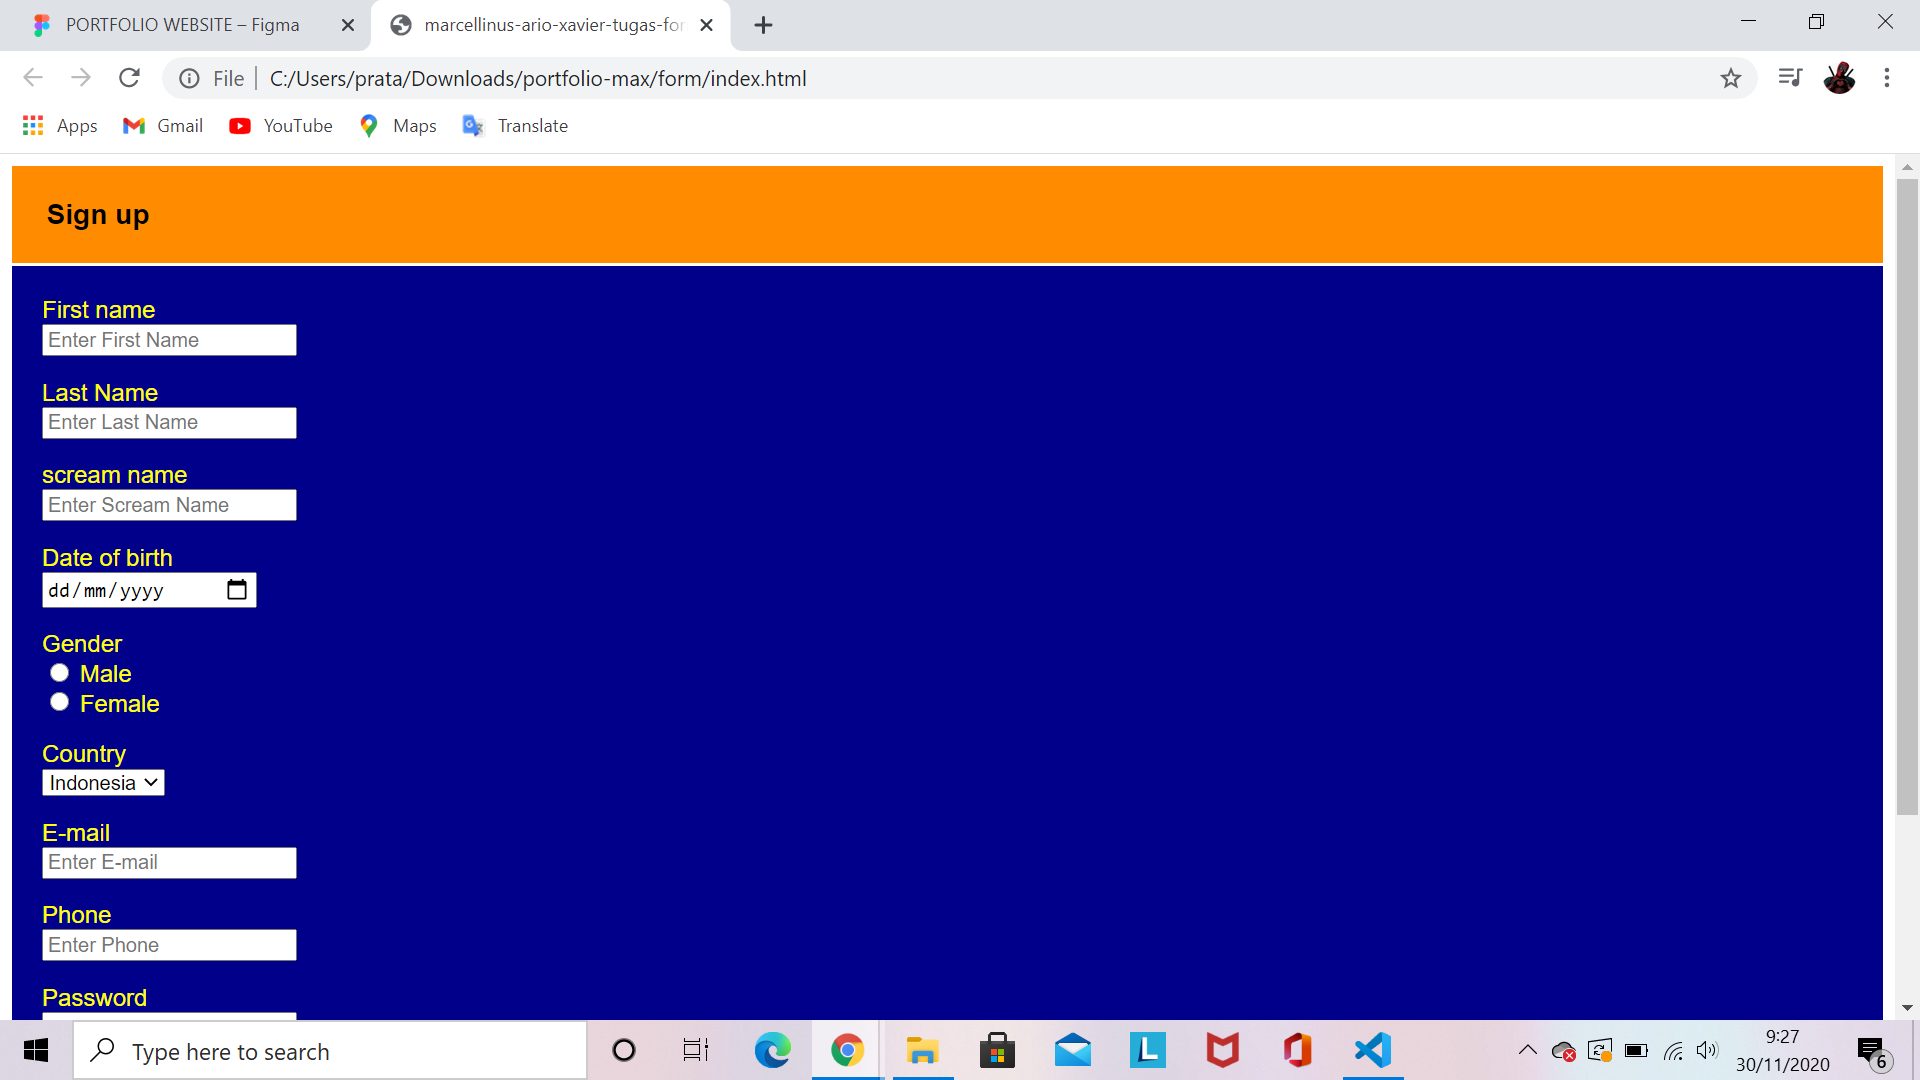 PORTFOLIO WEBSITE – Figma
marcellinus-ario-xavier-tugas-for
File
C:/Users/prata/Downloads/portfolio-max/form/index.html
Apps
Gmail
YouTube
Maps
Translate
Sign up
First name
Enter First Name
Last Name
Enter Last Name
scream name
Enter Scream Name
Date of birth
dd/mm/yyyy
Gender
Male
Female
Country
Indonesia
E-mail
Enter E-mail
Phone
Enter Phone
Password
Type here to search
L
9:27
30/11/2020
6